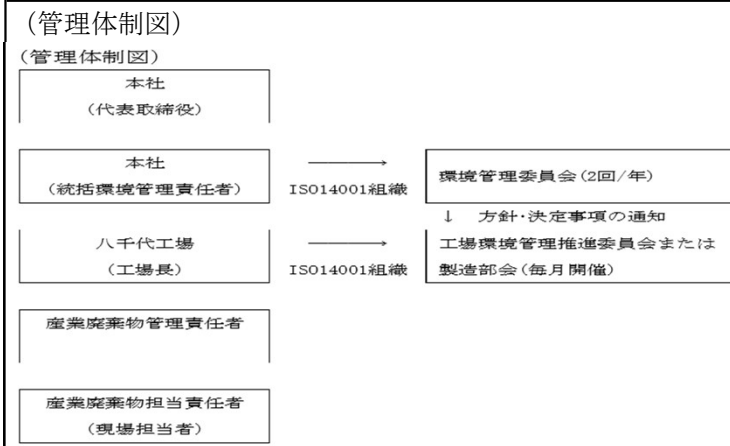 (管理体制図)
(管理体制図)
本社
(代表取締役)
本社
(統括環境管理責任者)
───→
ISO14001組織
環境管理委員会(2回/年)
↓ 方針・決定事項の通知
八千代工場
(工場長)
───→
ISO14001組織
工場環境管理推進委員会または
製造部会(毎月開催)
産業廃棄物管理責任者
産業廃棄物担当責任者
(現場担当者)